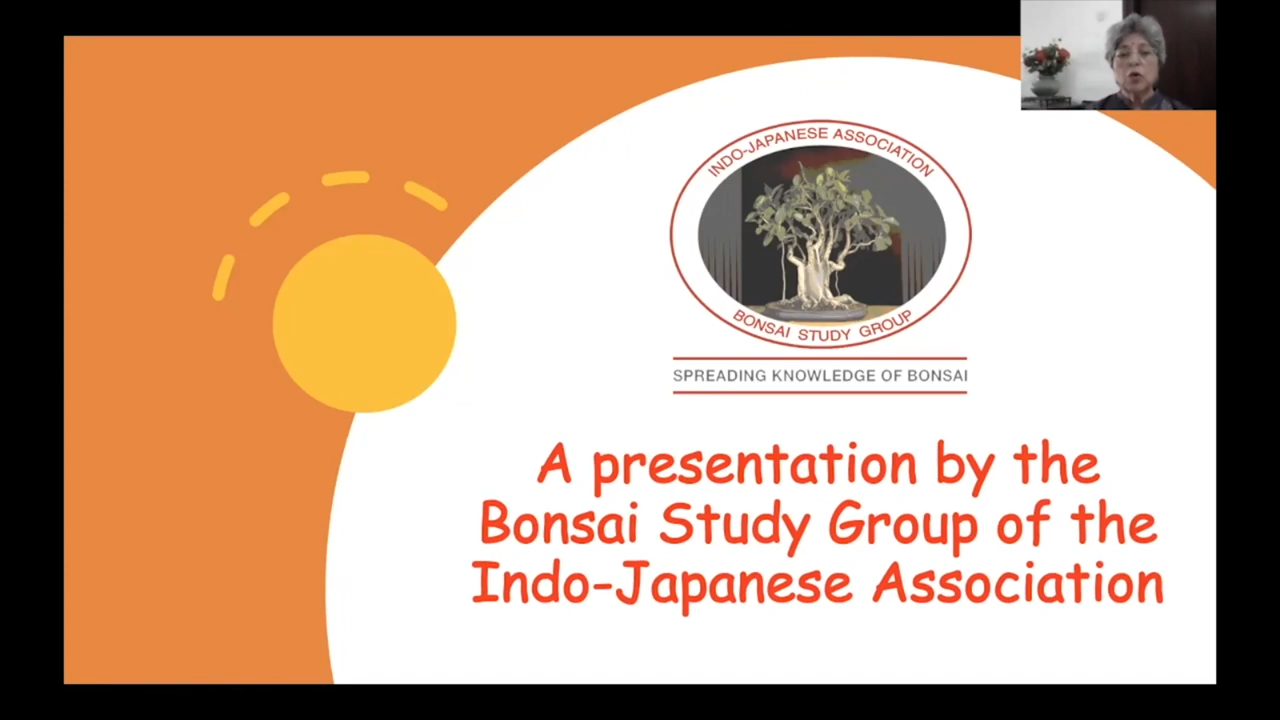 INDO-JAPANESE ASSOCIATION
BONSAI STUDY GROUP
SPREADING KNOWLEDGE OF BONSAI
A presentation by the
Bonsai Study Group of the
Indo-Japanese Association